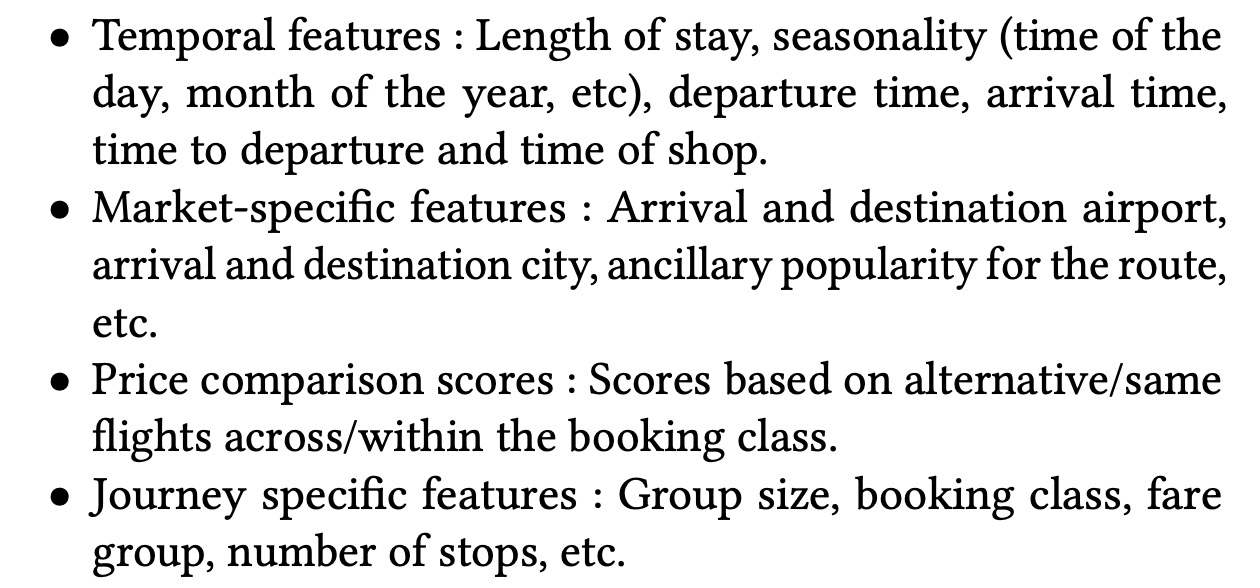 • Temporal features : Length of stay, seasonality (time of the
day, month of the year, etc), departure time, arrival time,
time to departure and time of shop.
• Market-specific features : Arrival and destination airport,
arrival and destination city, ancillary popularity for the route,
etc.
• Price comparison scores : Scores based on alternative/same
flights across/within the booking class.
• Journey specific features : Group size, booking class, fare
group, number of stops, etc.